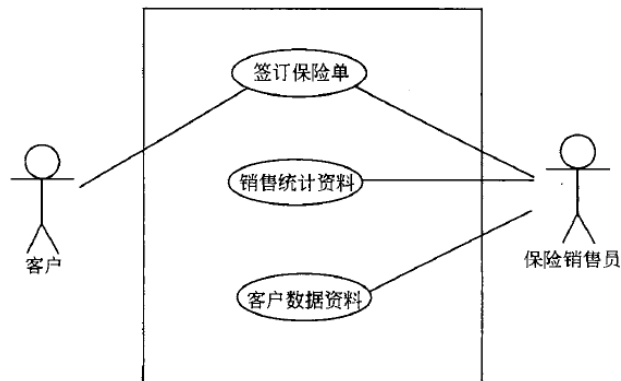 签订保险单
销售统计资料
客户
保险销售员
客户数据资料